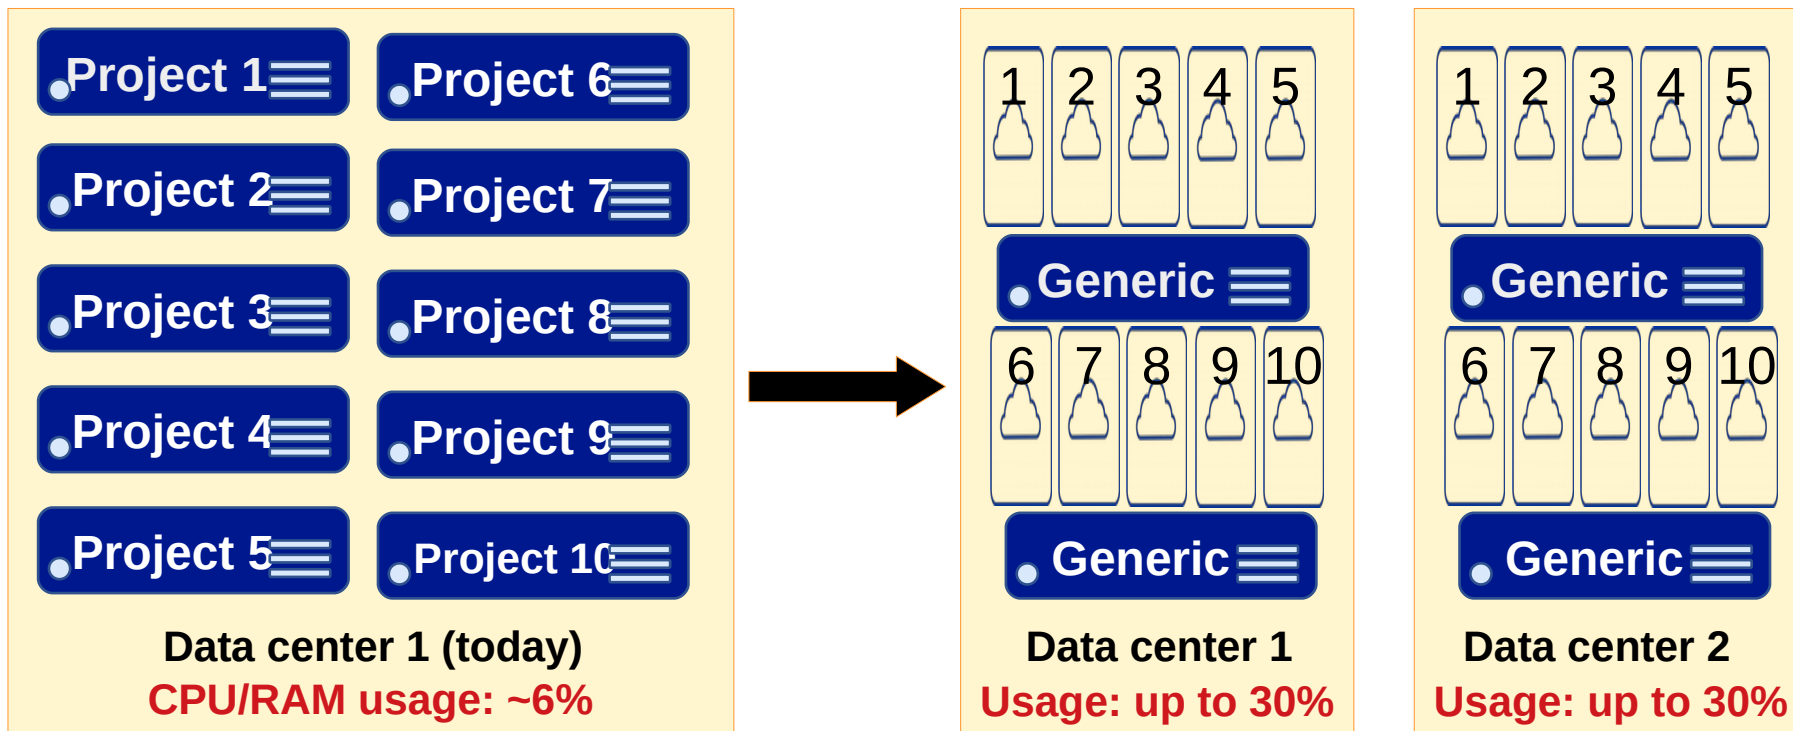 Project 1
Project 2
Project 3
Project 4
Project 5
Project 6
Project 7
Project 8
Project 9
Project 10
Data center 1 (today)
CPU/RAM usage: ~6%
1 2 3 4 5
Generic
6 7 8 9 10
Generic
Data center 1
Usage: up to 30%
1 2 3 4 5
Generic
6 7 8 9 10
Generic
Data center 2
Usage: up to 30%